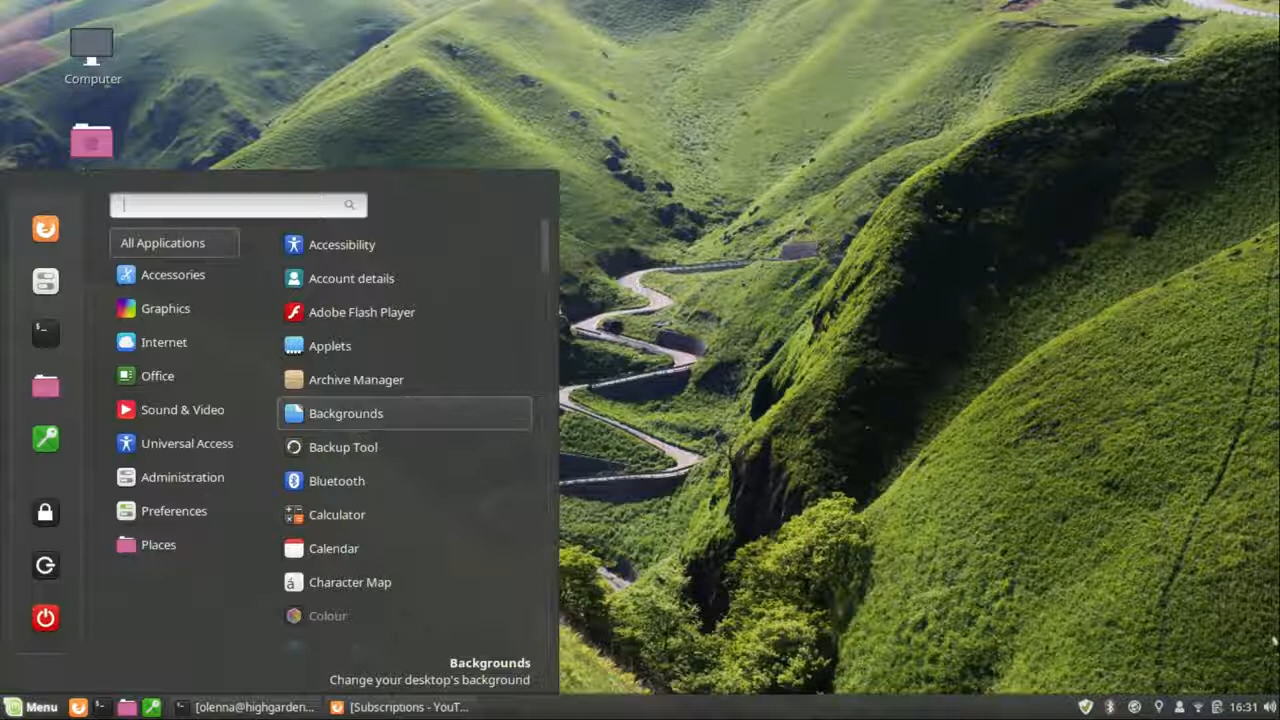 Computer
All Applications
Accessories
Graphics
Internet
Office
Sound & Video
Universal Access
Administration
Preferences
Places
Accessibility
Account details
Adobe Flash Player
Applets
Archive Manager
Backgrounds
Backup Tool
Bluetooth
Calculator
Calendar
Character Map
Colour
Backgrounds
Change your desktop's background
Menu
[olenna@highgarden...
[Subscriptions - YouT...
16:31